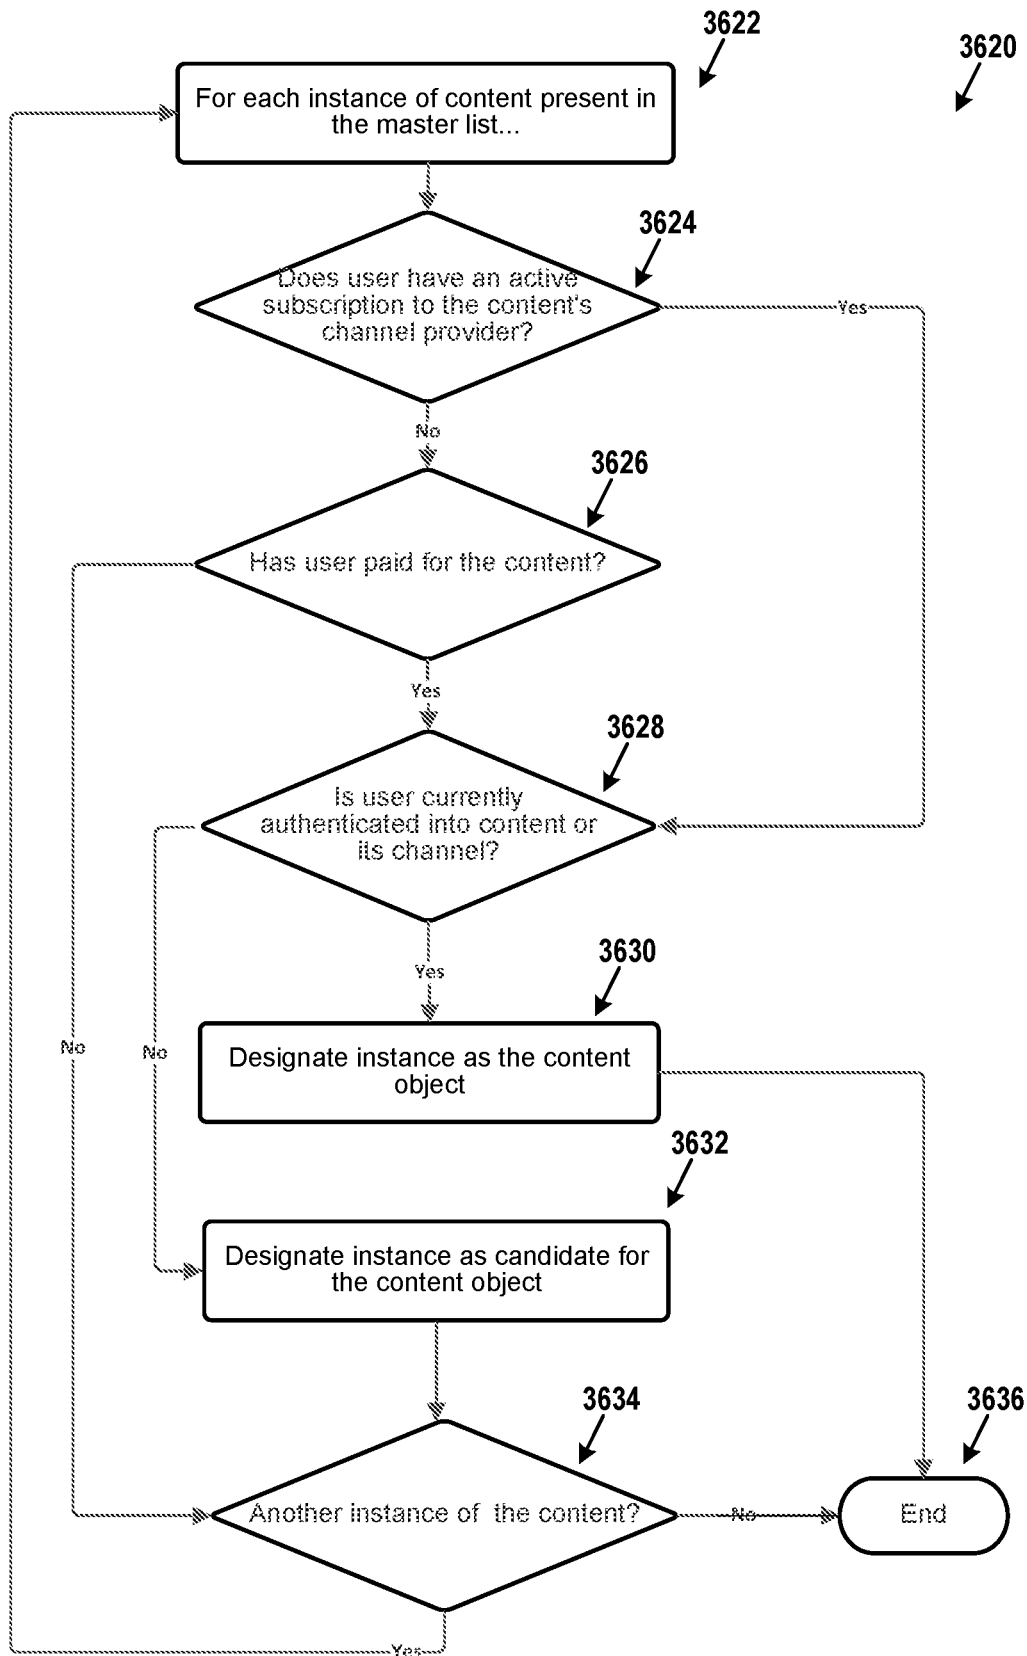 3622
3620
For each instance of content present in
the master list...
3624
Does user have an active
subscription to the content's
channel provider?
Yes
No
3626
Has user paid for the content?
Yes
3628
Is user currently
authenticated into content or
its channel?
3630
Yes
No
No
Designate instance as the content
object
3632
Designate instance as candidate for
the content object
3634
3636
Another instance of the content?
No
End
Yes